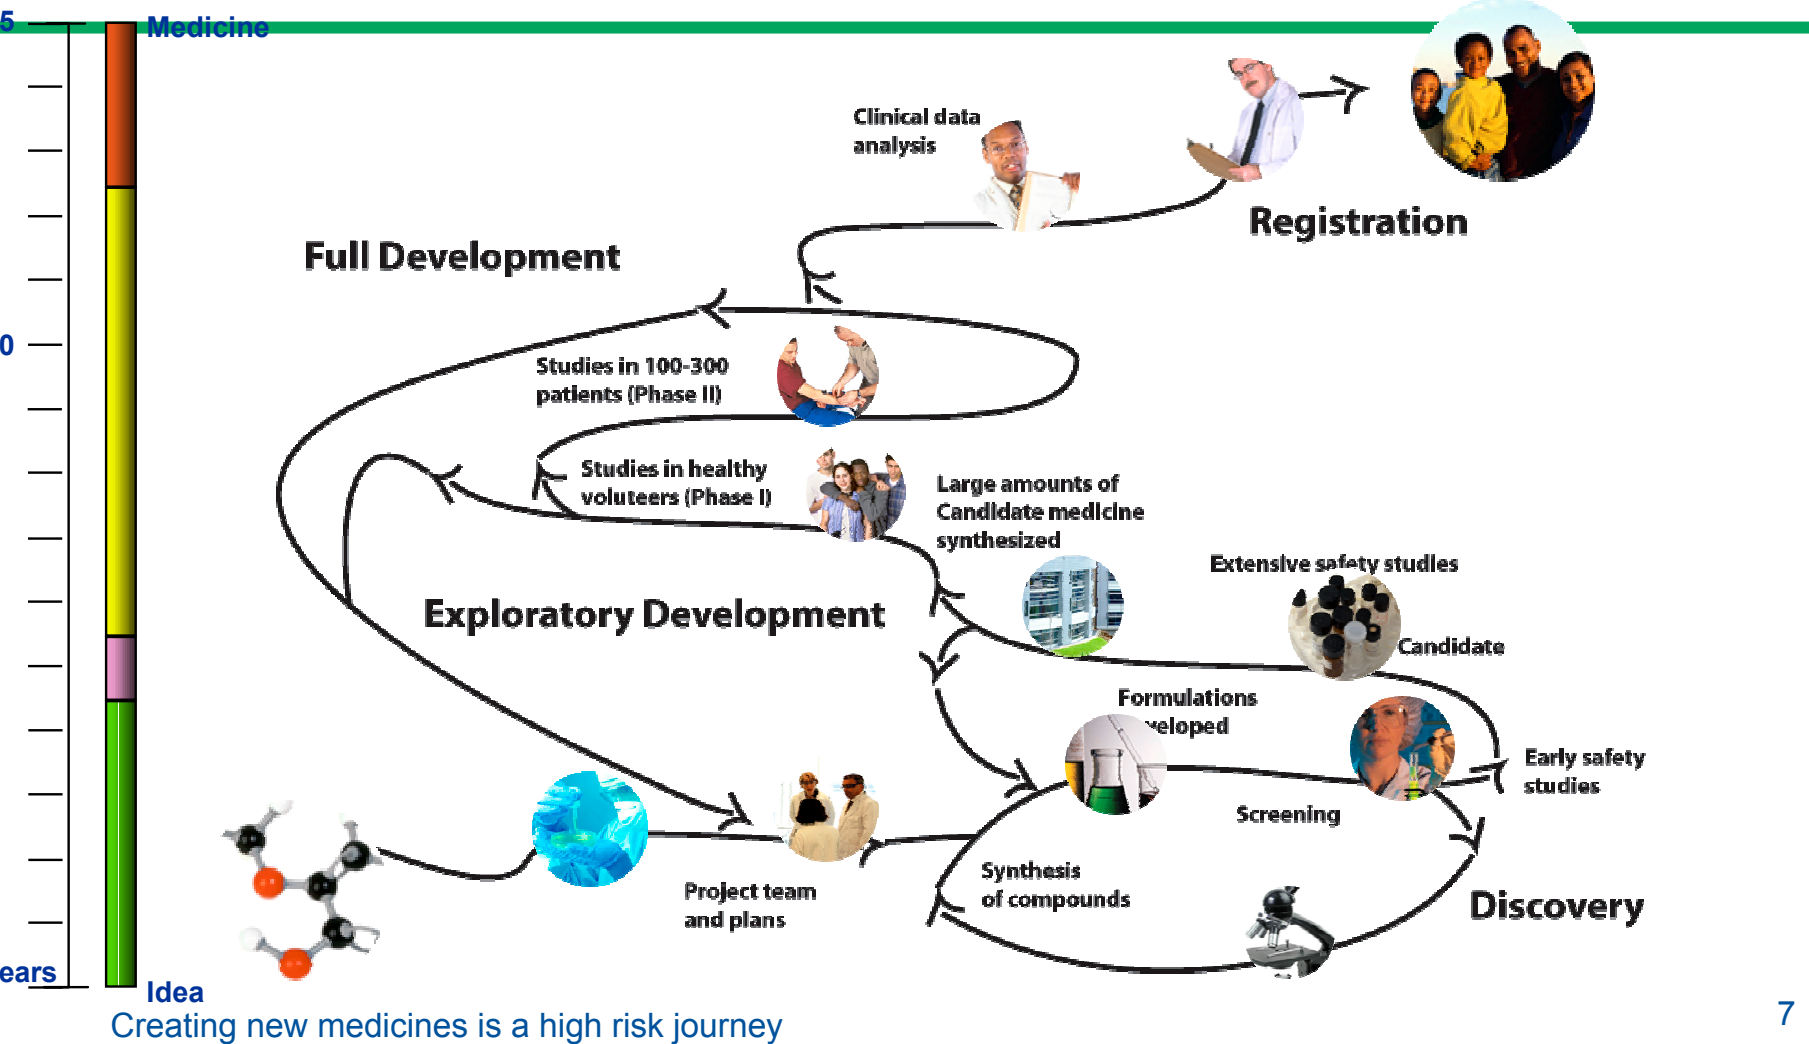 5
Medicine
Clinical data
analysis
Registration
Full Development
0
Studies in 100-300
patients (Phase II)
Studies in healthy
voluteers (Phase I)
Large amounts of
Candidate medicine
synthesized
Extensive safety studies
Exploratory Development
Candidate
Formulations
veloped
Early safety
studies
Screening
Project team
and plans
Synthesis
of compounds
Discovery
ears
Idea
Creating new medicines is a high risk journey
7